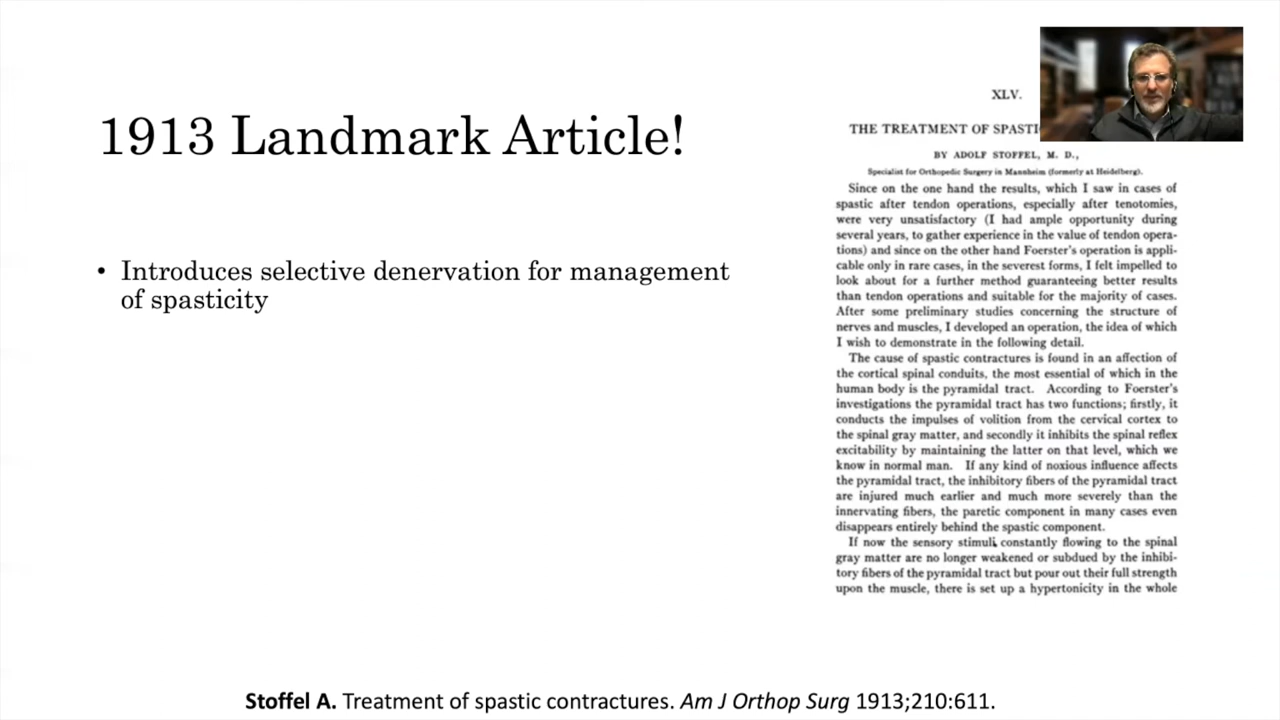 1913 Landmark Article!
• Introduces selective denervation for management
of spasticity
XLV.
THE TREATMENT OF SPASTI
BY ADOLF STOFFEL, M. D.,
Specialist for Orthopedic Surgery in Mannheim (formerly at Heidelberg).
Since on the one hand the results, which I saw in cases of
spastic after tendon operations, especially after tenotomies,
were very unsatisfactory (I had ample opportunity during
several years, to gather experience in the value of tendon opera-
tions) and since on the other hand Foerster's operation is appli-
cable only in rare cases, in the severest forms, I felt impelled to
look about for a further method guaranteeing better results
than tendon operations and suitable for the majority of cases.
After some preliminary studies concerning the structure of
nerves and muscles, I developed an operation, the idea of which
I wish to demonstrate in the following detail.
The cause of spastic contractures is found in an affection of
the cortical spinal conduits, the most essential of which in the
human body is the pyramidal tract. According to Foerster's
investigations the pyramidal tract has two functions; firstly, it
conducts the impulses of volition from the cervical cortex to
the spinal gray matter, and secondly it inhibits the spinal reflex
excitability by maintaining the latter on that level, which we
know in normal man. If any kind of noxious influence affects
the pyramidal tract, the inhibitory fibers of the pyramidal tract
are injured much earlier and much more severely than the
innervating fibers, the paretic component in many cases even
disappears entirely behind the spastic component.
If now the sensory stimuli constantly flowing to the spinal
gray matter are no longer weakened or subdued by the inhibi-
tory fibers of the pyramidal tract but pour out their full strength
upon the muscle, there is set up a hypertonicity in the whole
Stoffel A. Treatment of spastic contractures. Am J Orthop Surg 1913;210:611.